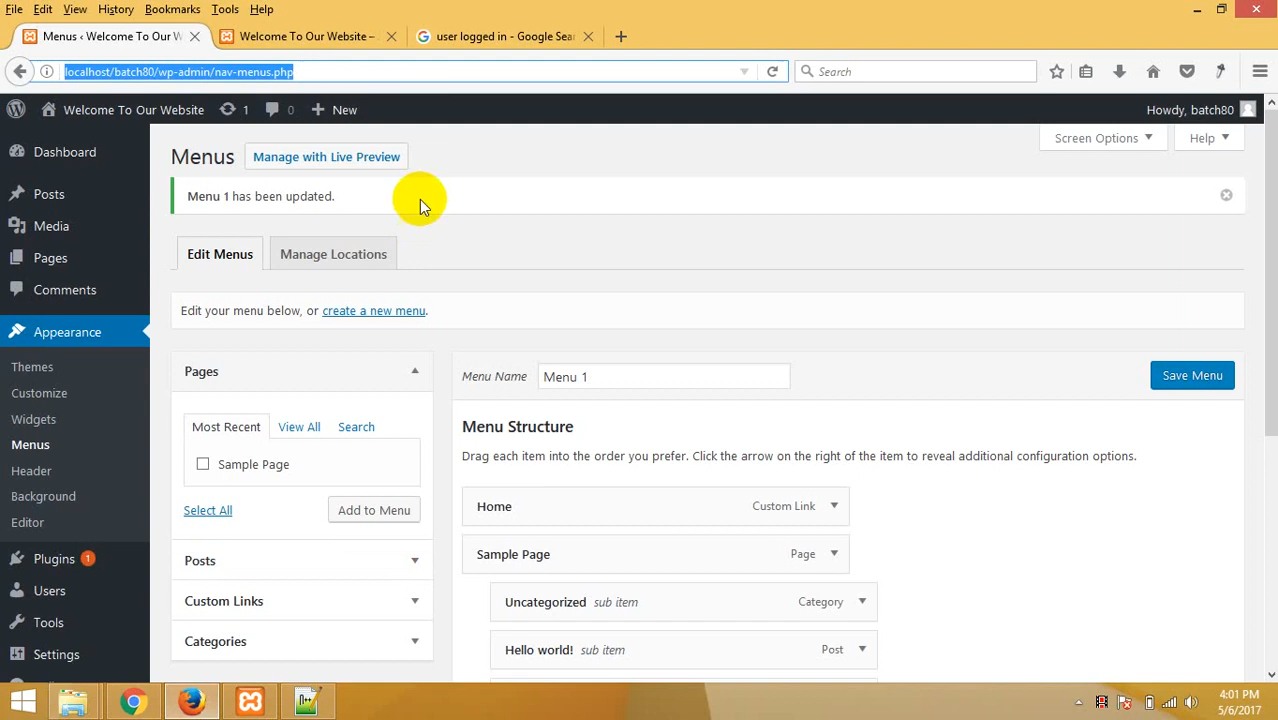 File Edit View History Bookmarks Tools Help
Menus ‹ Welcome To Our W
Welcome To Our Website –
user logged in - Google Sea
localhost/batch80/wp-admin/nav-menus.php
Search
Welcome To Our Website 1 0 New
Howdy, batch80
Dashboard
Posts
Media
Pages
Comments
Appearance
Themes
Customize
Widgets
Menus
Header
Background
Editor
Plugins 1
Users
Tools
Settings
Screen Options
Help
Menus
Manage with Live Preview
Menu 1 has been updated.
Edit Menus
Manage Locations
Edit your menu below, or create a new menu.
Pages
Most Recent
View All
Search
Sample Page
Select All
Add to Menu
Posts
Custom Links
Categories
Menu Name
Menu 1
Save Menu
Menu Structure
Drag each item into the order you prefer. Click the arrow on the right of the item to reveal additional configuration options.
Home
Custom Link
Sample Page
Page
Uncategorized sub item
Category
Hello world! sub item
Post
4:01 PM
5/6/2017